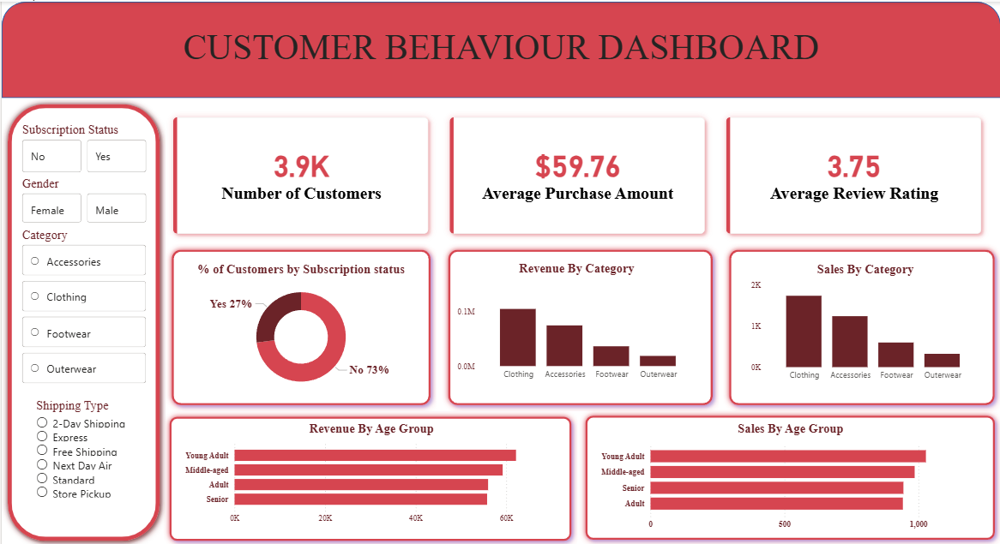 CUSTOMER BEHAVIOUR DASHBOARD
Subscription Status
No Yes
Gender
Female Male
Category
Accessories
Clothing
Footwear
Outerwear
Shipping Type
2-Day Shipping
Express
Free Shipping
Next Day Air
Standard
Store Pickup
3.9K
Number of Customers
$59.76
Average Purchase Amount
3.75
Average Review Rating
% of Customers by Subscription status
Yes 27%
No 73%
Revenue By Category
0.1M
0.0M
Clothing Accessories Footwear Outerwear
Sales By Category
2K
1K
0K
Clothing Accessories Footwear Outerwear
Revenue By Age Group
Young Adult
Middle-aged
Adult
Senior
0K 20K 40K 60K
Sales By Age Group
Young Adult
Middle-aged
Senior
Adult
0 500 1,000